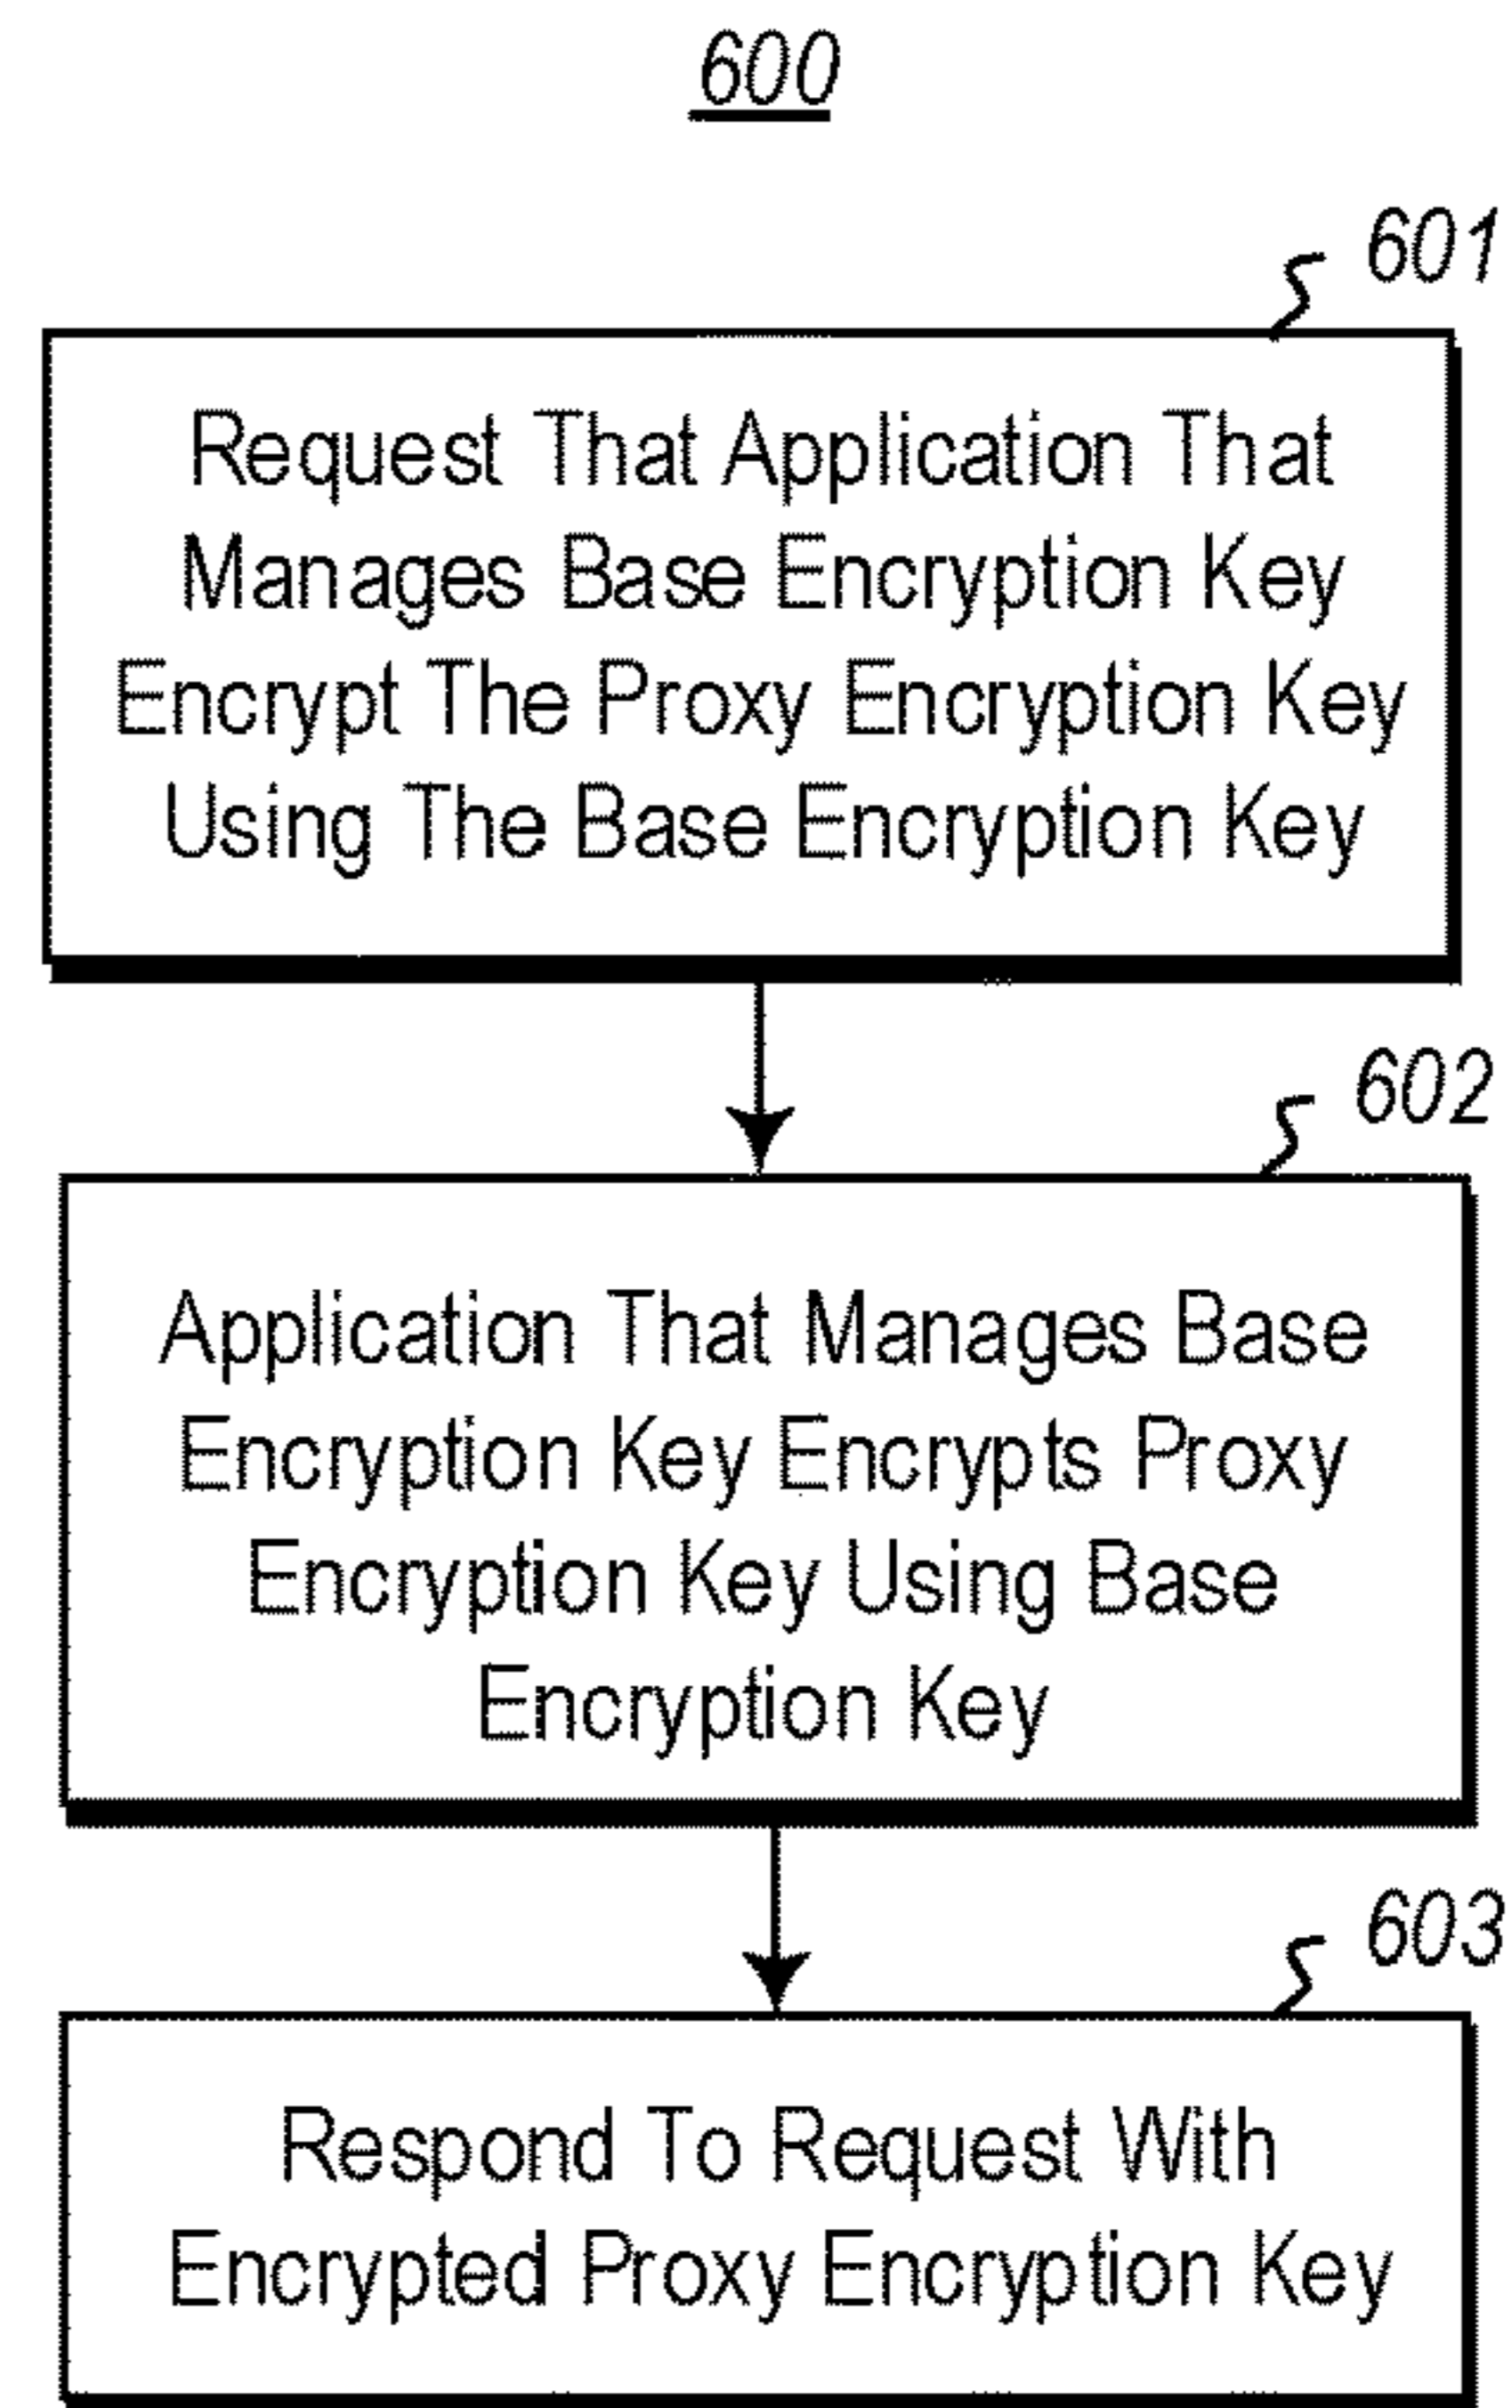 600
601
Request That Application That
Manages Base Encryption Key
Encrypt The Proxy Encryption Key
Using The Base Encryption Key
602
Application That Manages Base
Encryption Key Encrypts Proxy
Encryption Key Using Base
Encryption Key
603
Respond To Request With
Encrypted Proxy Encryption Key